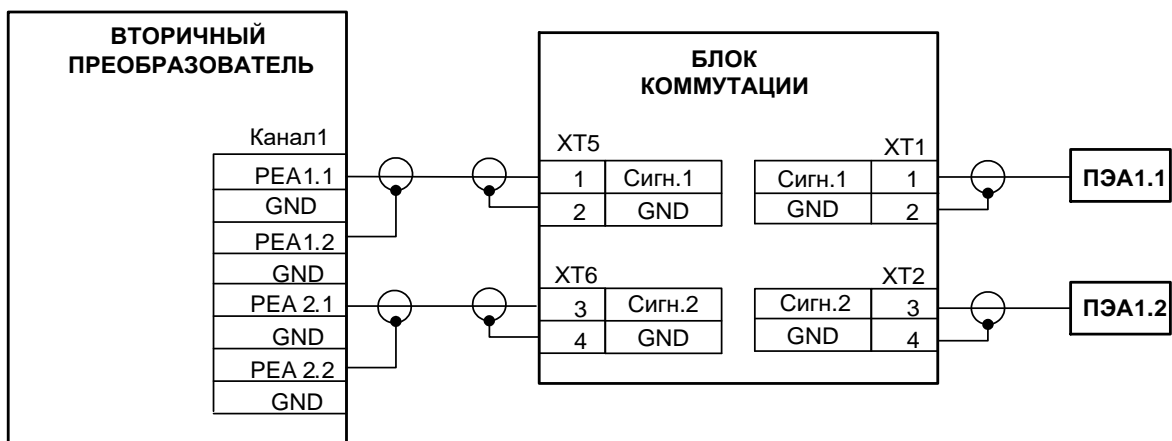 ВТОРИЧНЫЙ
ПРЕОБРАЗОВАТЕЛЬ
Канал1
PEA1.1
GND
PEA1.2
GND
PEA 2.1
GND
PEA 2.2
GND
БЛОК
КОММУТАЦИИ
XT5
1 Сигн.1
2 GND
XT6
3 Сигн.2
4 GND
XT1
Сигн.1 1
GND 2
XT2
Сигн.2 3
GND 4
ПЭА1.1
ПЭА1.2